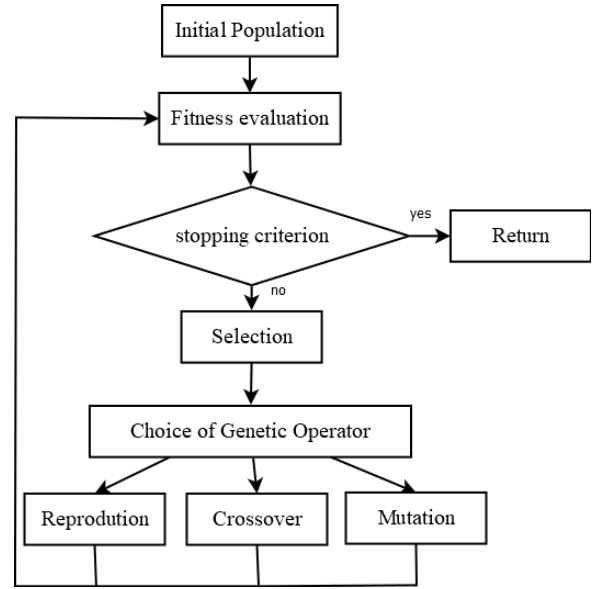 Initial Population
Fitness evaluation
stopping criterion
yes
Return
no
Selection
Choice of Genetic Operator
Reprodution
Crossover
Mutation